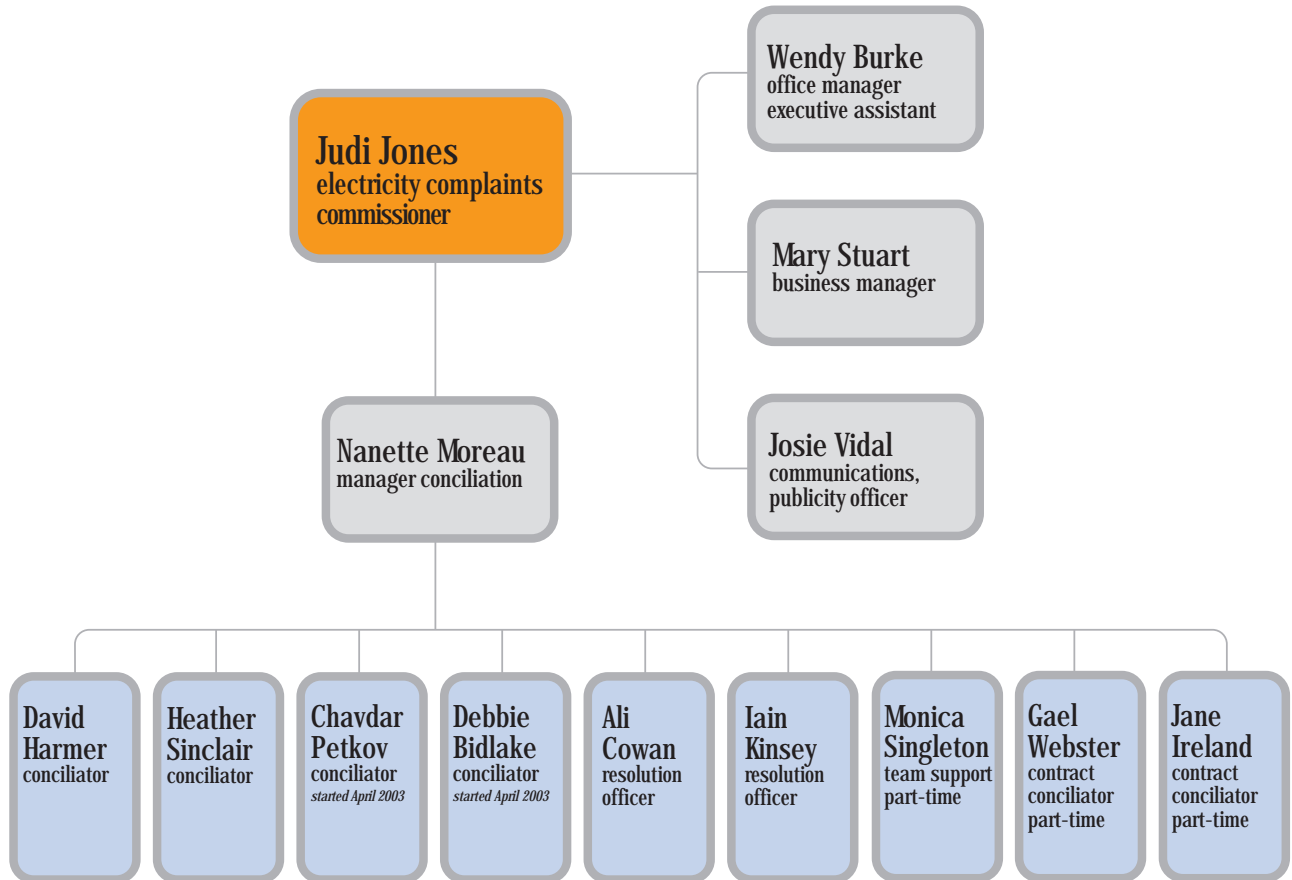 Wendy Burke
office manager
executive assistant
Judi Jones
electricity complaints
commissioner
Mary Stuart
business manager
Nanette Moreau
manager conciliation
Josie Vidal
communications,
publicity officer
David
Harmer
conciliator
Heather
Sinclair
conciliator
Chavdar
Petkov
conciliator
started April 2003
Debbie
Bidlake
conciliator
started April 2003
Ali
Cowan
resolution
officer
Iain
Kinsey
resolution
officer
Monica
Singleton
team support
part-time
Gael
Webster
contract
conciliator
part-time
Jane
Ireland
contract
conciliator
part-time